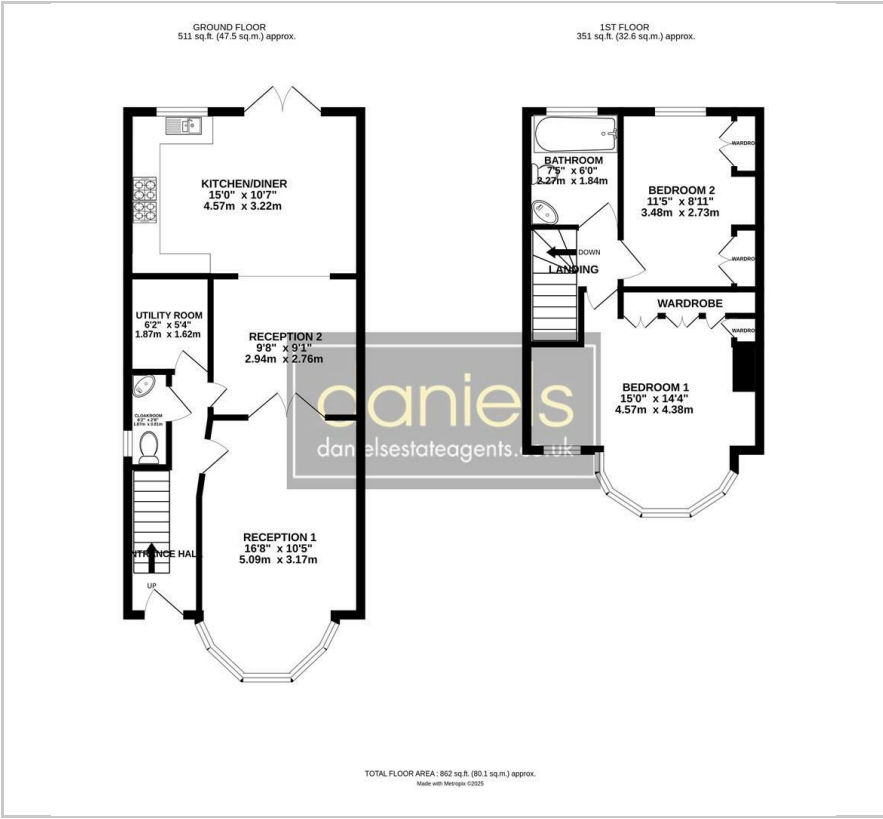 GROUND FLOOR
511 sq.ft. (47.5 sq.m.) approx.
1ST FLOOR
351 sq.ft. (32.6 sq.m.) approx.
KITCHEN/DINER
15'0" x 10'7"
4.57m x 3.22m
UTILITY ROOM
6'2" x 5'4"
1.87m x 1.62m
RECEPTION 2
9'8" x 9'1"
2.94m x 2.76m
CLOAKROOM
RECEPTION 1
16'8" x 10'5"
5.09m x 3.17m
ENTRANCE HALL
UP
BATHROOM
7'5" x 6'0"
2.27m x 1.84m
BEDROOM 2
11'5" x 8'11"
3.48m x 2.73m
WARDRO
WARDRO
DOWN
LANDING
WARDROBE
WARDRO
BEDROOM 1
15'0" x 14'4"
4.57m x 4.38m
daniels
danielsestateagents.co.uk
TOTAL FLOOR AREA : 862 sq.ft. (80.1 sq.m.) approx.
Made with Metropix ©2025